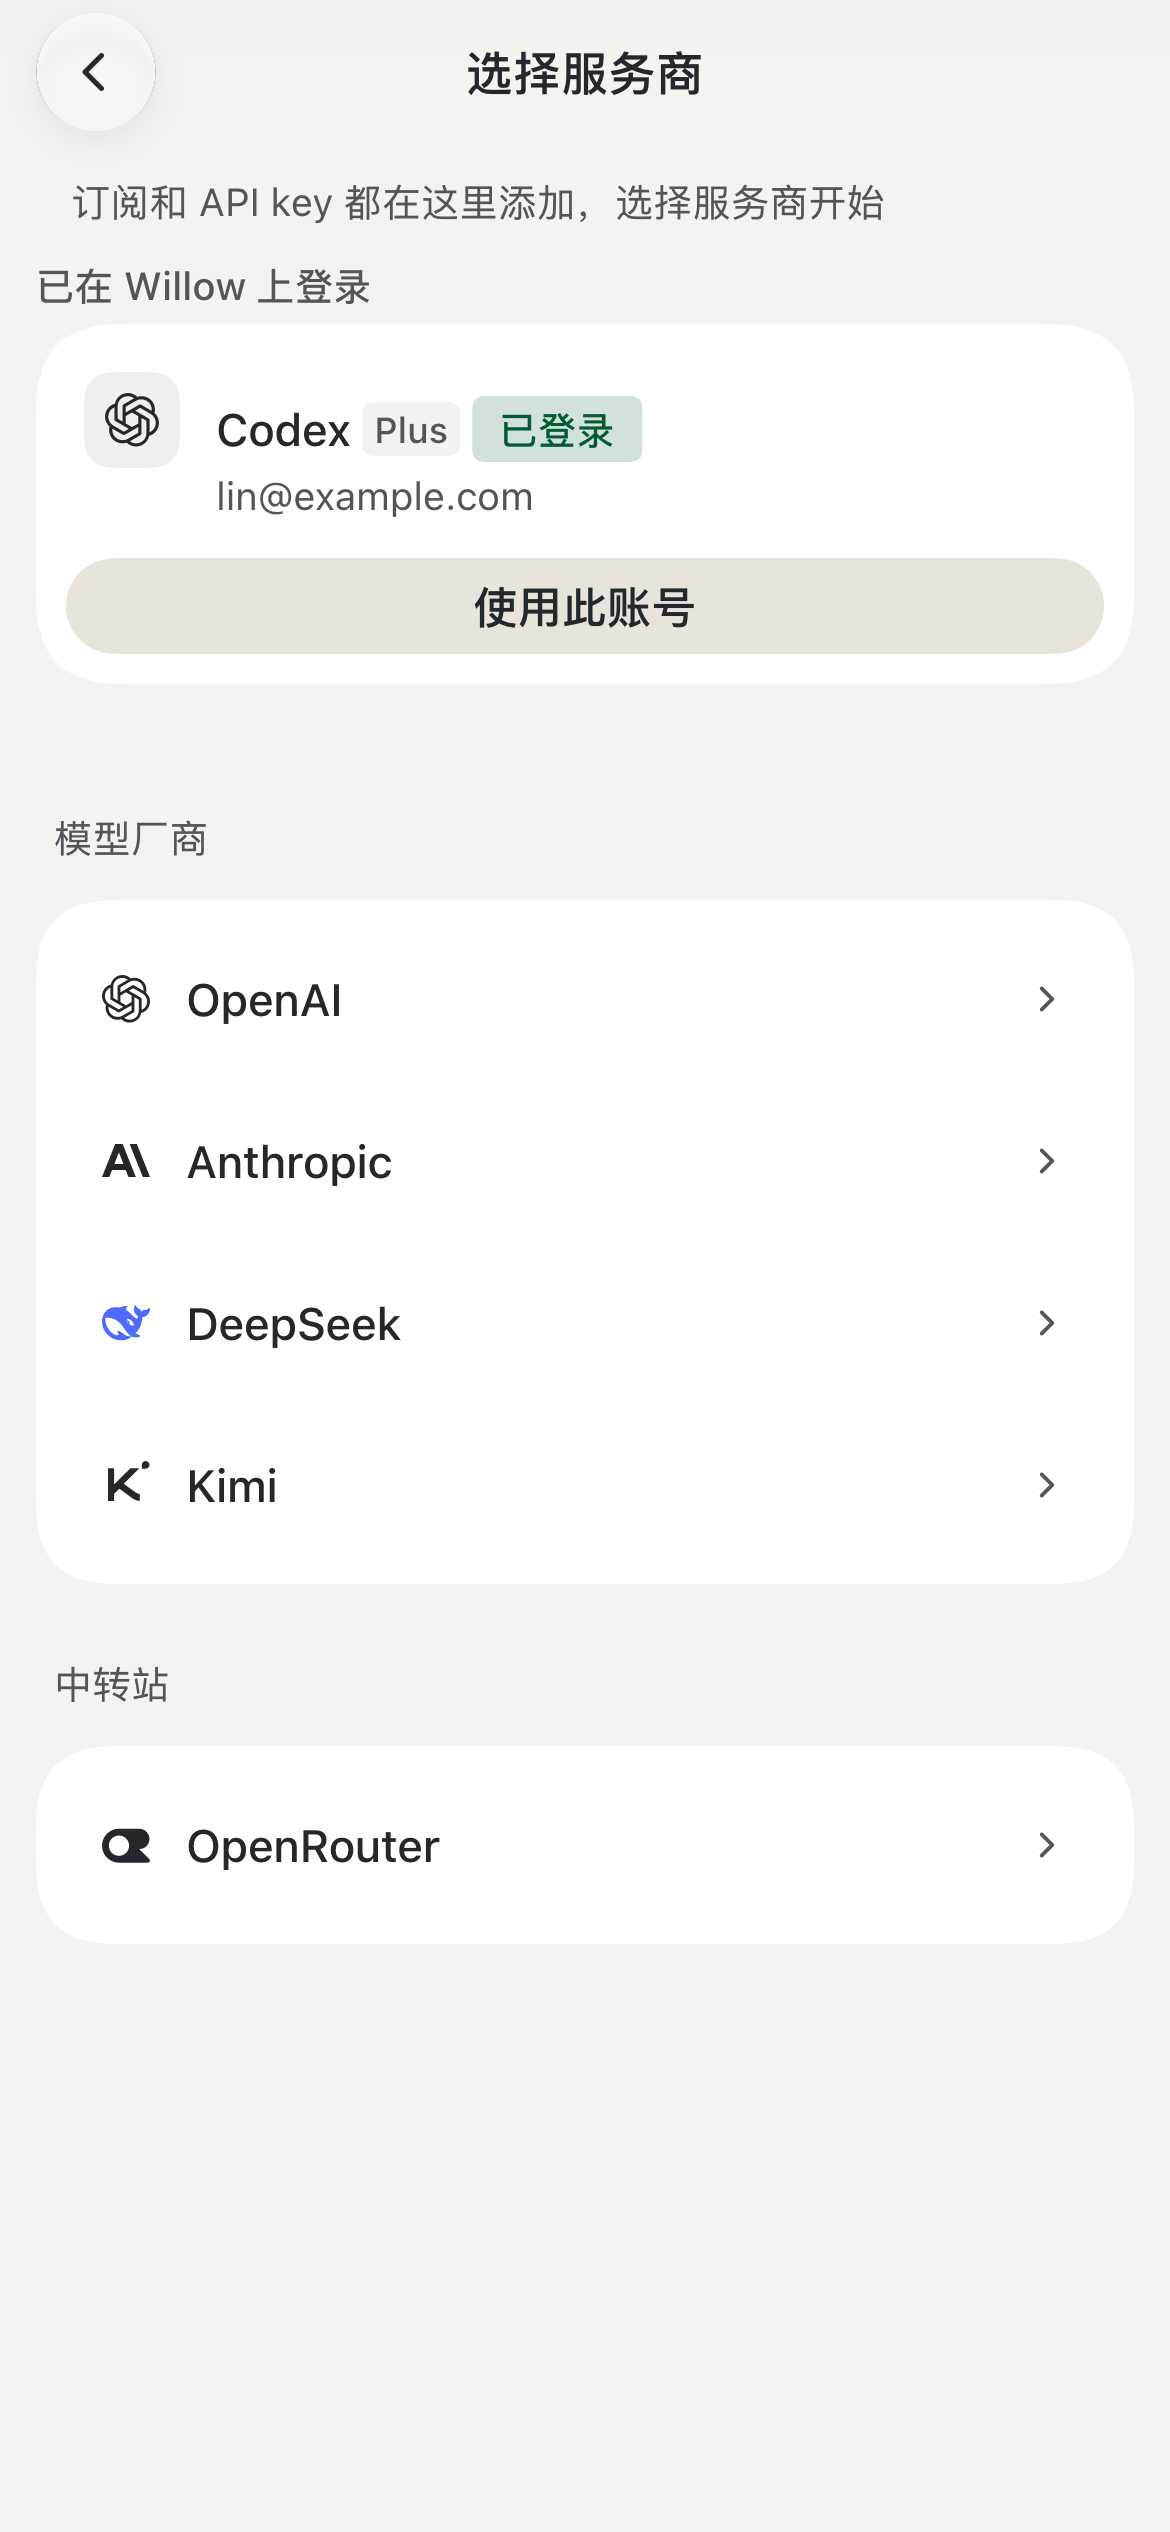 选择服务商
订阅和 API key 都在这里添加，选择服务商开始
已在 Willow 上登录
Codex Plus 已登录
lin@example.com
使用此账号
模型厂商
OpenAI
Anthropic
DeepSeek
Kimi
中转站
OpenRouter